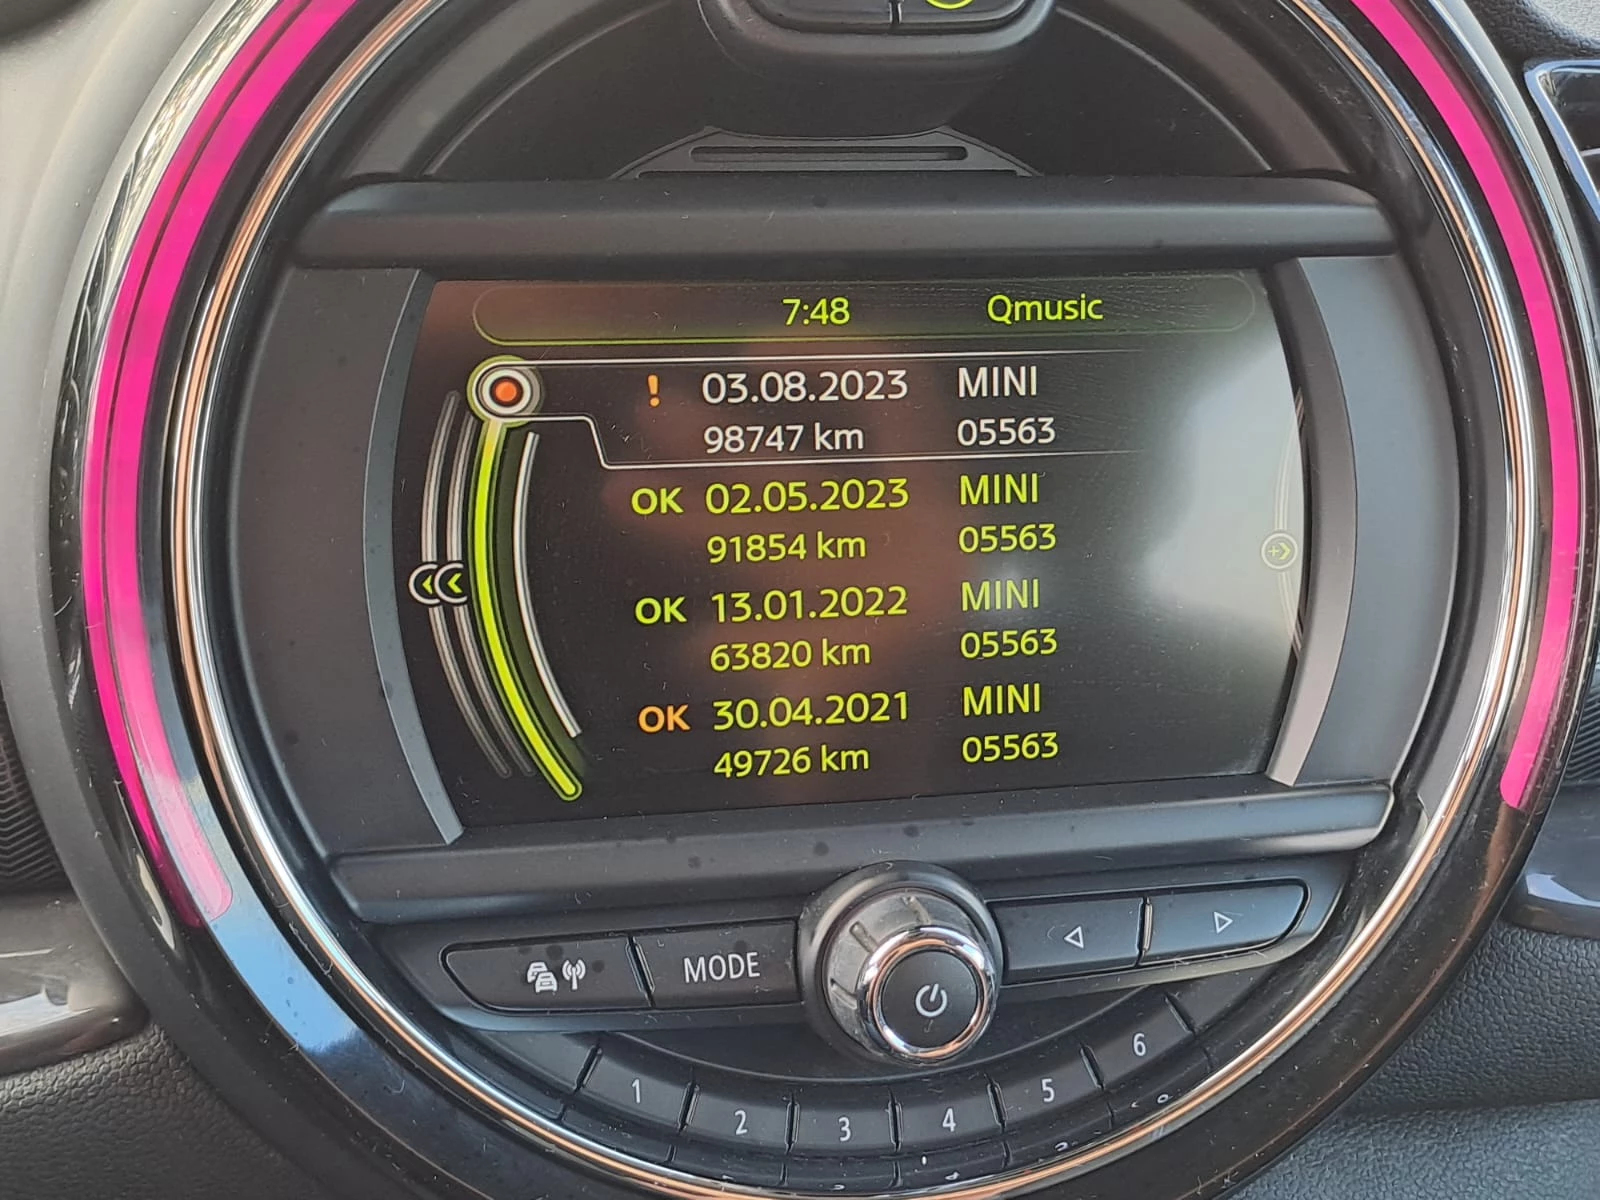 7:48 Qmusic
! 03.08.2023 MINI
98747 km 05563
OK 02.05.2023 MINI
91854 km 05563
OK 13.01.2022 MINI
63820 km 05563
OK 30.04.2021 MINI
49726 km 05563
MODE
1 2 3 4 5 6